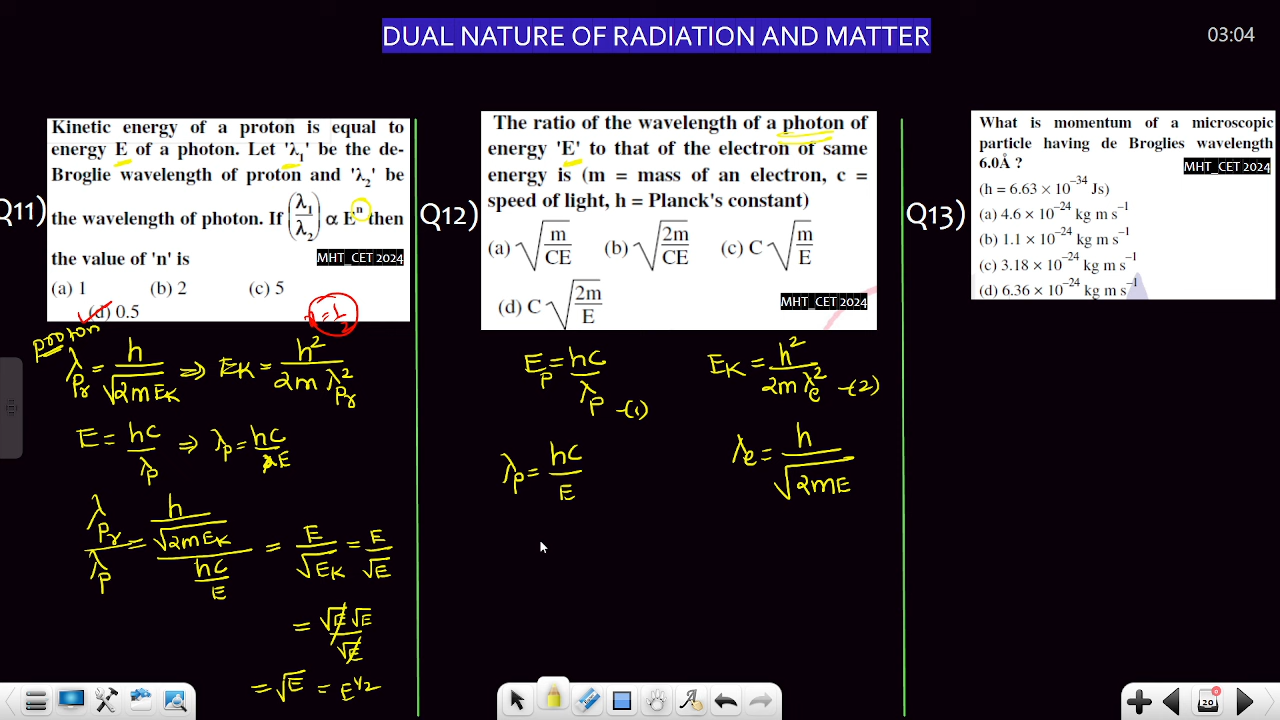 DUAL NATURE OF RADIATION AND MATTER
03:04
Q11)
Kinetic energy of a proton is equal to
energy E of a photon. Let 'λ₁' be the de-
Broglie wavelength of proton and 'λ₂' be
the wavelength of photon. If (λ₁/λ₂) α Eⁿ then
the value of 'n' is
MHT_CET 2024
(a) 1 (b) 2 (c) 5
(d) 0.5
n = 1/2
proton
λPr = h/√2mEK ⇒ EK = h²/2mλ²Pr
E = hc/λp ⇒ λp = hc/E
λPr/λp = (h/√2mEK)/(hc/E) = E/√EK = E/√E
= √E √E/√E
= √E = E^1/2
Q12)
The ratio of the wavelength of a photon of
energy 'E' to that of the electron of same
energy is (m = mass of an electron, c =
speed of light, h = Planck's constant)
(a) √(m/CE) (b) √(2m/CE) (c) C√(m/E)
(d) C√(2m/E)
MHT_CET 2024
Ep = hc/λp -(1) EK = h²/2mλe² -(2)
λp = hc/E λe = h/√2mE
Q13)
What is momentum of a microscopic
particle having de Broglies wavelength
6.0Å ?
MHT_CET 2024
(h = 6.63 × 10⁻³⁴ Js)
(a) 4.6 × 10⁻²⁴ kg m s⁻¹
(b) 1.1 × 10⁻²⁴ kg m s⁻¹
(c) 3.18 × 10⁻²⁴ kg m s⁻¹
(d) 6.36 × 10⁻²⁴ kg m s⁻¹
20